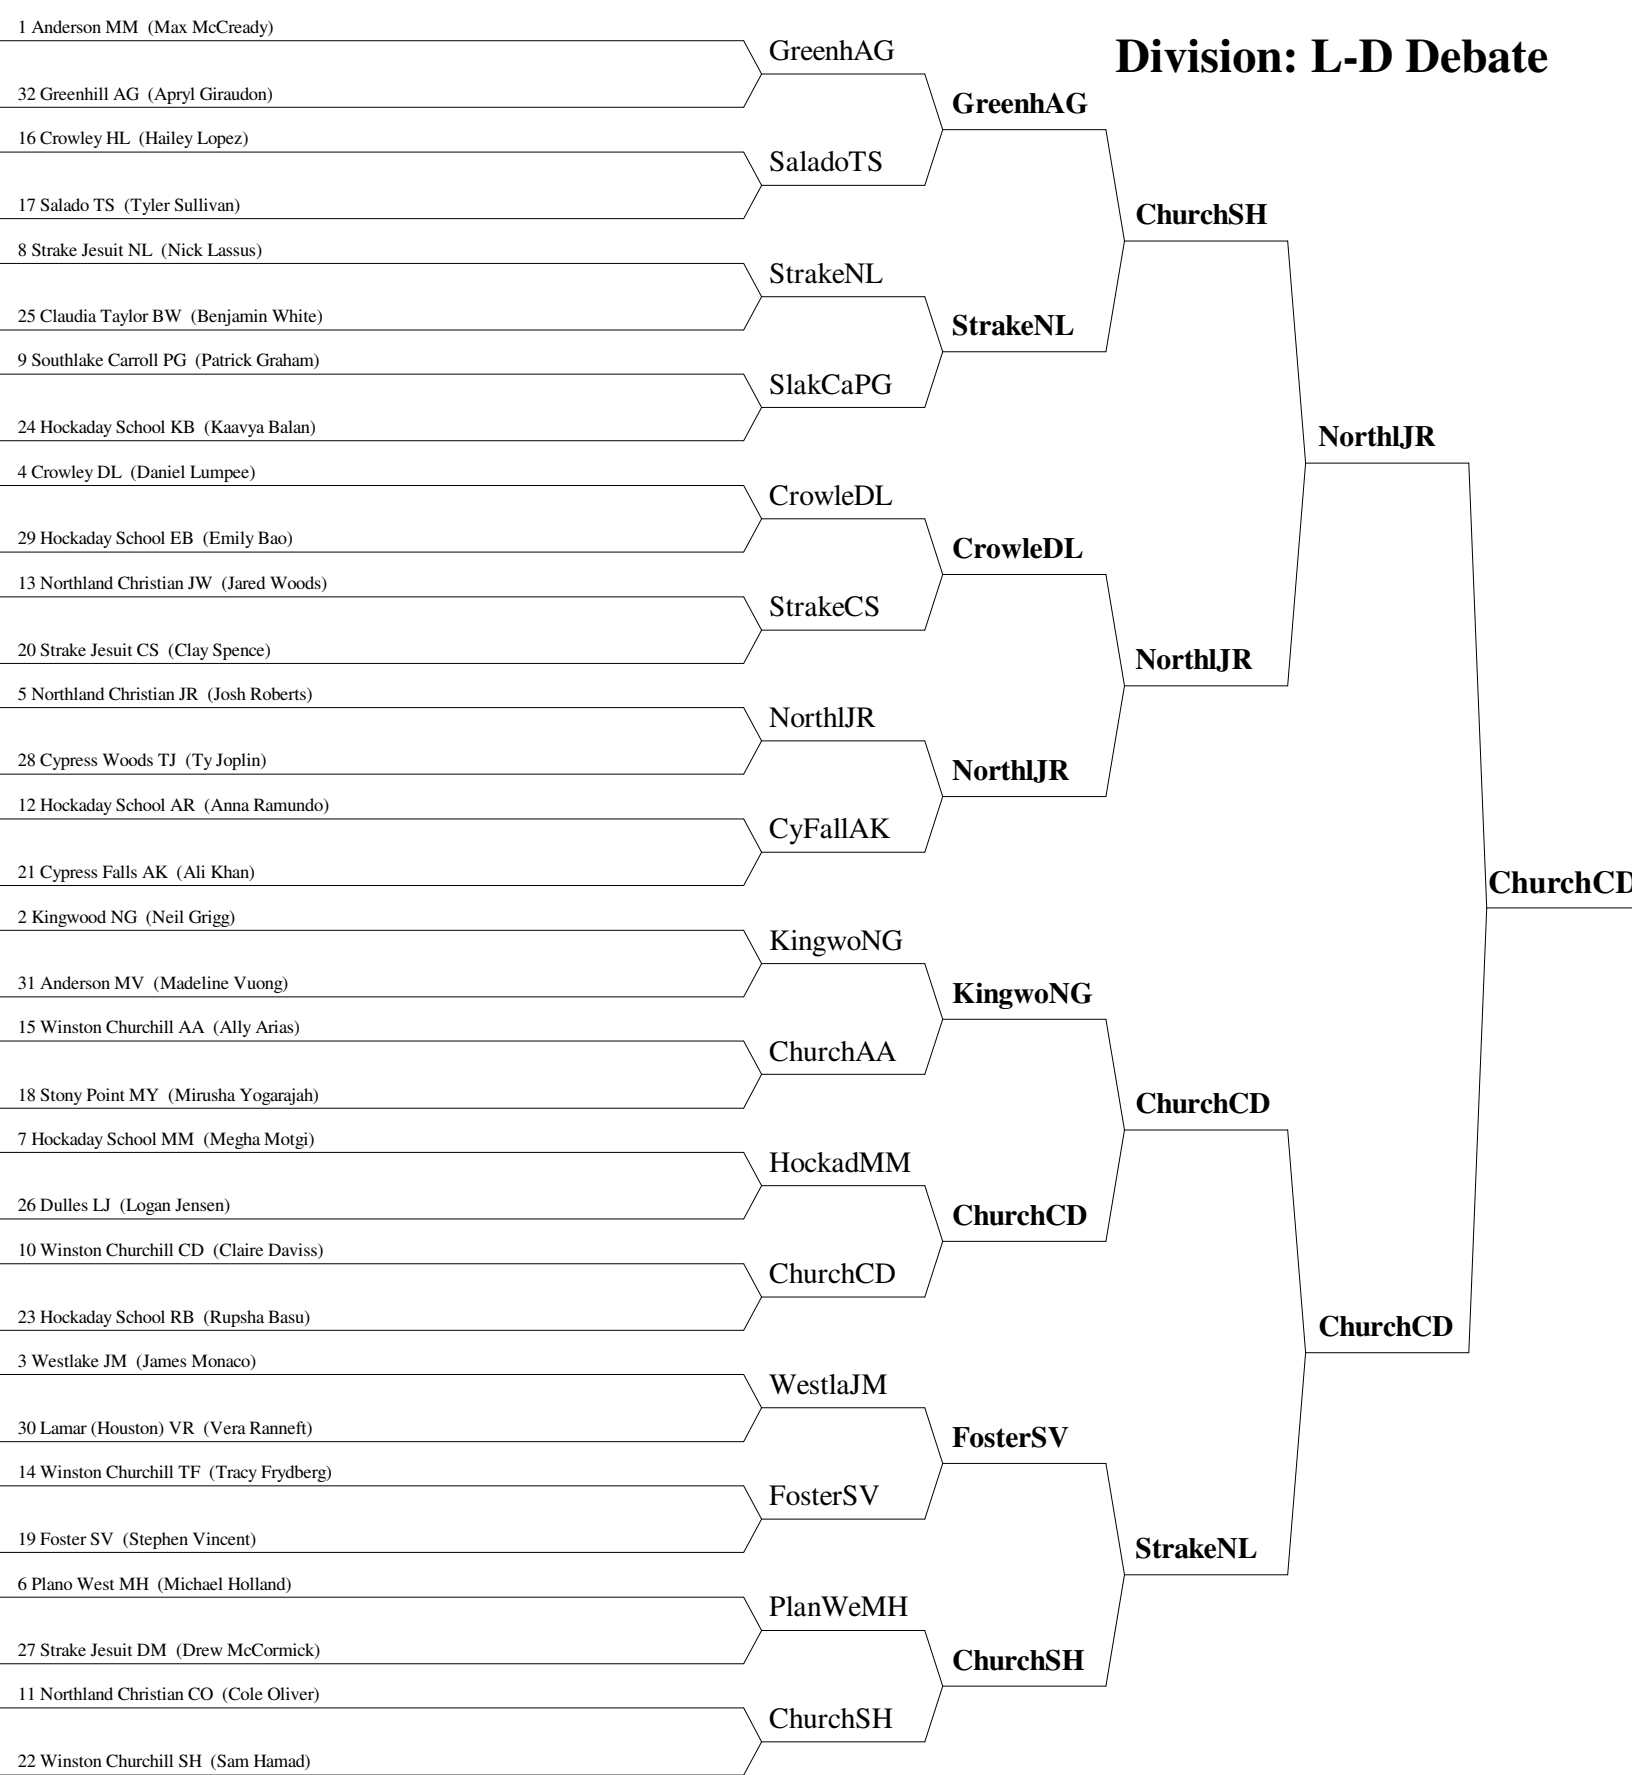 Division: L-D Debate
1 Anderson MM (Max McCready)
32 Greenhill AG (Apryl Giraudon)
16 Crowley HL (Hailey Lopez)
17 Salado TS (Tyler Sullivan)
8 Strake Jesuit NL (Nick Lassus)
25 Claudia Taylor BW (Benjamin White)
9 Southlake Carroll PG (Patrick Graham)
24 Hockaday School KB (Kaavya Balan)
4 Crowley DL (Daniel Lumpee)
29 Hockaday School EB (Emily Bao)
13 Northland Christian JW (Jared Woods)
20 Strake Jesuit CS (Clay Spence)
5 Northland Christian JR (Josh Roberts)
28 Cypress Woods TJ (Ty Joplin)
12 Hockaday School AR (Anna Ramundo)
21 Cypress Falls AK (Ali Khan)
2 Kingwood NG (Neil Grigg)
31 Anderson MV (Madeline Vuong)
15 Winston Churchill AA (Ally Arias)
18 Stony Point MY (Mirusha Yogarajah)
7 Hockaday School MM (Megha Motgi)
26 Dulles LJ (Logan Jensen)
10 Winston Churchill CD (Claire Daviss)
23 Hockaday School RB (Rupsha Basu)
3 Westlake JM (James Monaco)
30 Lamar (Houston) VR (Vera Ranneft)
14 Winston Churchill TF (Tracy Frydberg)
19 Foster SV (Stephen Vincent)
6 Plano West MH (Michael Holland)
27 Strake Jesuit DM (Drew McCormick)
11 Northland Christian CO (Cole Oliver)
22 Winston Churchill SH (Sam Hamad)
GreenhAG
SaladoTS
StrakeNL
SlakCaPG
CrowleDL
StrakeCS
NorthlJR
CyFallAK
KingwoNG
ChurchAA
HockadMM
ChurchCD
WestlaJM
FosterSV
PlanWeMH
ChurchSH
GreenhAG
StrakeNL
CrowleDL
NorthlJR
KingwoNG
ChurchCD
FosterSV
ChurchSH
ChurchSH
NorthlJR
ChurchCD
StrakeNL
NorthlJR
ChurchCD
ChurchCD